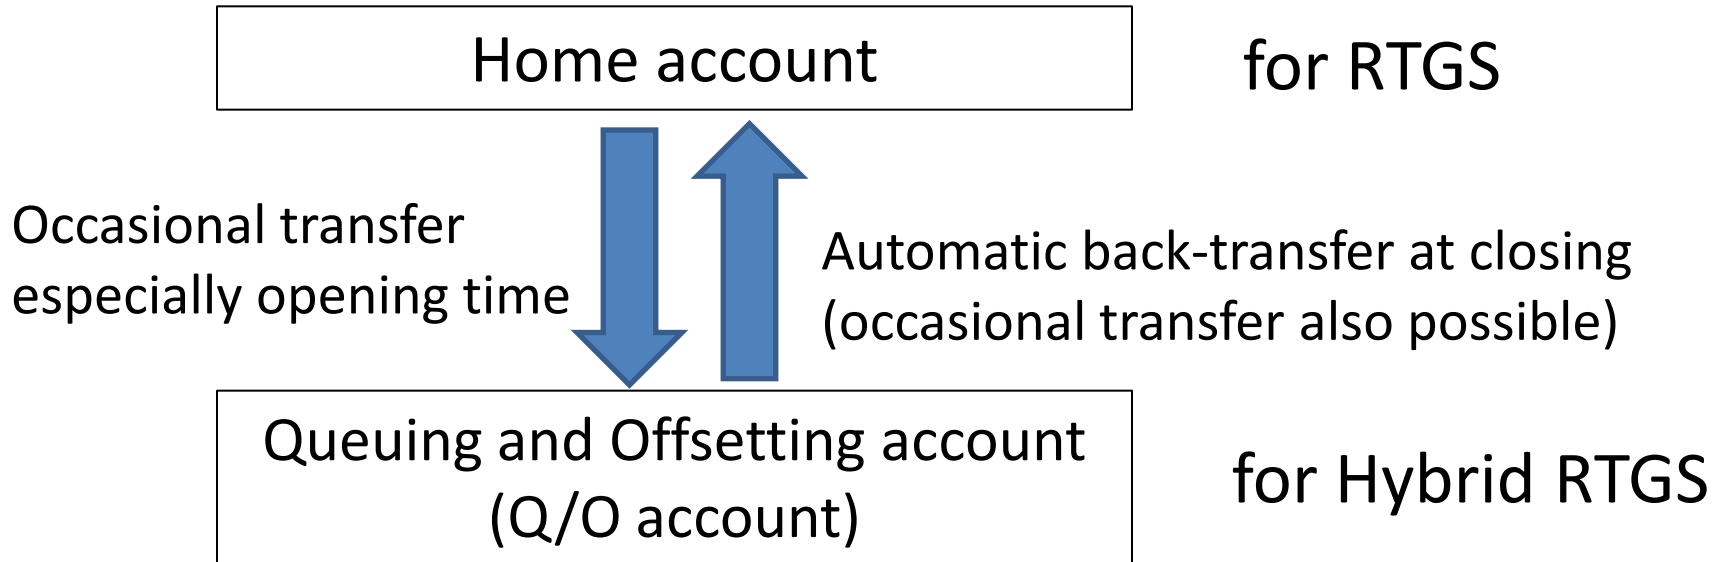 Home account
for RTGS
Occasional transfer
especially opening time
Automatic back-transfer at closing
(occasional transfer also possible)
Queuing and Offsetting account
(Q/O account)
for Hybrid RTGS